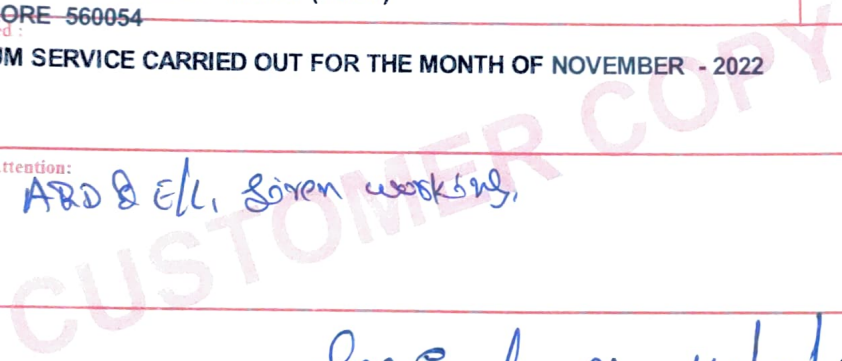 ORE 560054
d :
UM SERVICE CARRIED OUT FOR THE MONTH OF NOVEMBER - 2022
CUSTOMER COPY
ttention:
ARD & E/L, Siren working,